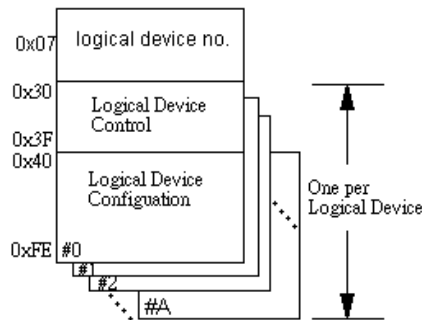 logical device no.
0x07
0x30
Logical Device
Control
0x3F
0x40
Logical Device
Configuation
One per
Logical Device
0xFE
#0
#1
#2
#A